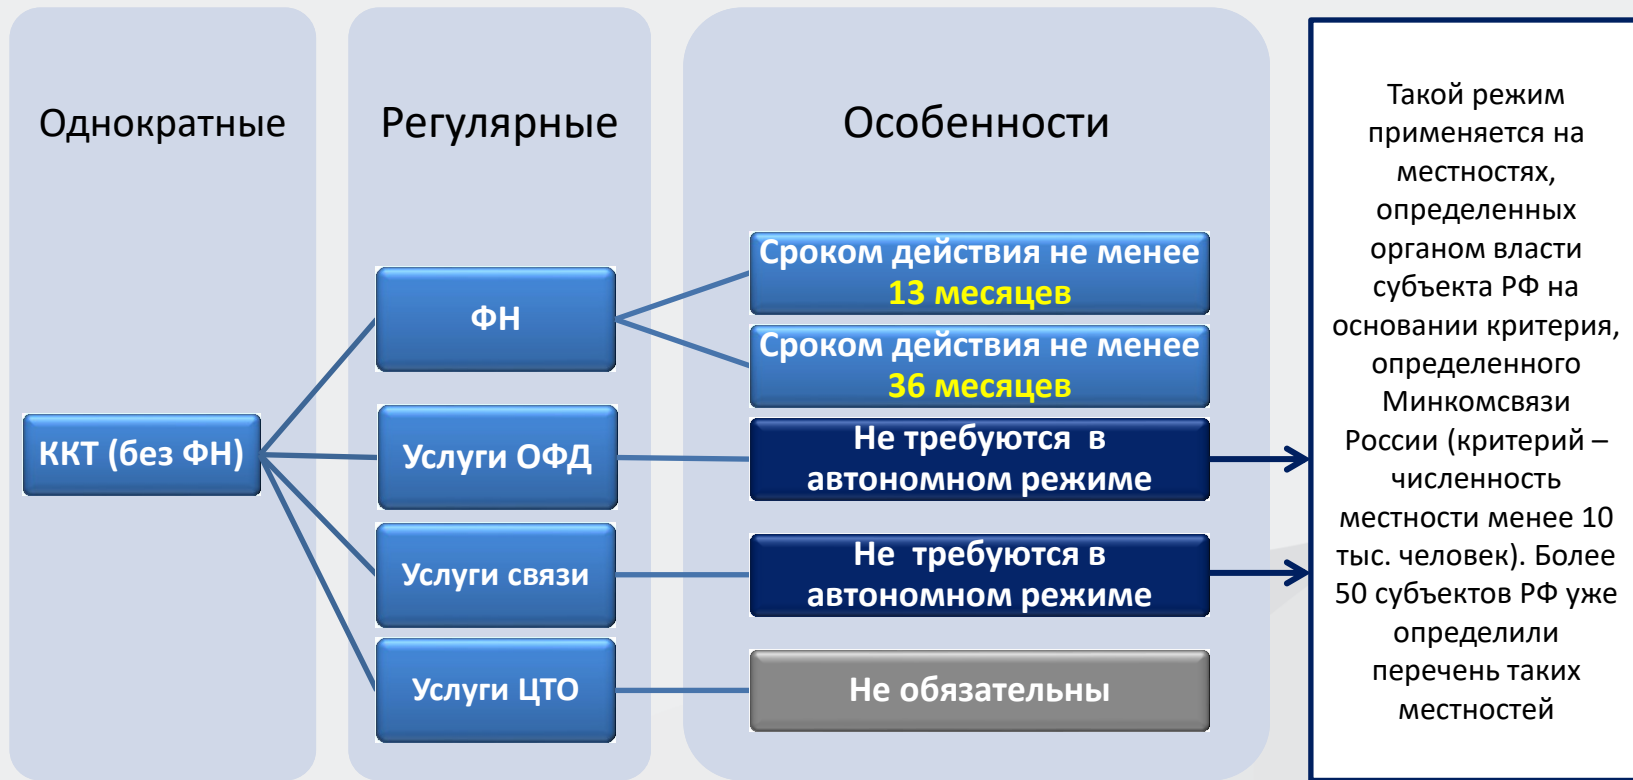 Однократные
Регулярные
Особенности
ККТ (без ФН)
ФН
Услуги ОФД
Услуги связи
Услуги ЦТО
Сроком действия не менее
13 месяцев
Сроком действия не менее
36 месяцев
Не требуются в
автономном режиме
Не требуются в
автономном режиме
Не обязательны
Такой режим
применяется на
местностях,
определенных
органом власти
субъекта РФ на
основании критерия,
определенного
Минкомсвязи
России (критерий –
численность
местности менее 10
тыс. человек). Более
50 субъектов РФ уже
определили
перечень таких
местностей